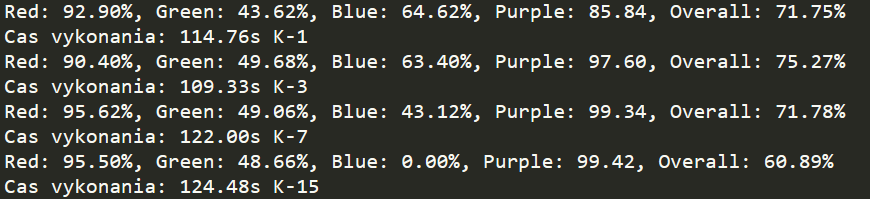 Red: 92.90%, Green: 43.62%, Blue: 64.62%, Purple: 85.84, Overall: 71.75%
Cas vykonania: 114.76s K-1
Red: 90.40%, Green: 49.68%, Blue: 63.40%, Purple: 97.60, Overall: 75.27%
Cas vykonania: 109.33s K-3
Red: 95.62%, Green: 49.06%, Blue: 43.12%, Purple: 99.34, Overall: 71.78%
Cas vykonania: 122.00s K-7
Red: 95.50%, Green: 48.66%, Blue: 0.00%, Purple: 99.42, Overall: 60.89%
Cas vykonania: 124.48s K-15